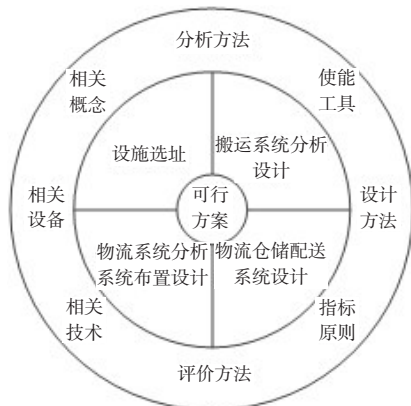 分析方法
相关
概念
使能
工具
设施选址
搬运系统分析
设计
相关
设备
可行
方案
设计
方法
物流系统分析
系统布置设计
物流仓储配送
系统设计
相关
技术
指标
原则
评价方法